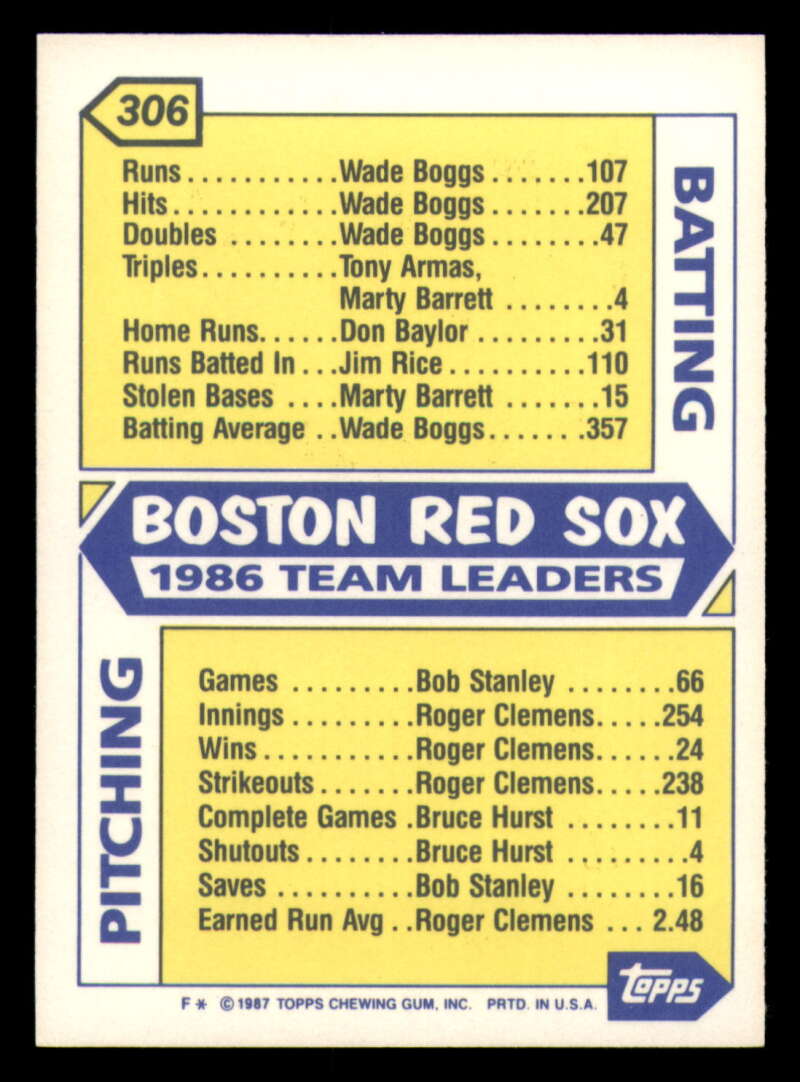 306
Runs...........Wade Boggs.......107
Hits............Wade Boggs.......207
Doubles ........Wade Boggs........47
Triples..........Tony Armas,
Marty Barrett ........4
Home Runs......Don Baylor .........31
Runs Batted In ...Jim Rice..........110
Stolen Bases ....Marty Barrett .......15
Batting Average ..Wade Boggs.......357
BATTING
BOSTON RED SOX
1986 TEAM LEADERS
PITCHING
Games .........Bob Stanley ........66
Innings .........Roger Clemens.....254
Wins...........Roger Clemens......24
Strikeouts.......Roger Clemens.....238
Complete Games .Bruce Hurst ........11
Shutouts........Bruce Hurst .........4
Saves ..........Bob Stanley ........16
Earned Run Avg ..Roger Clemens ... 2.48
topps
F* ©1987 TOPPS CHEWING GUM, INC. PRTD. IN U.S.A.